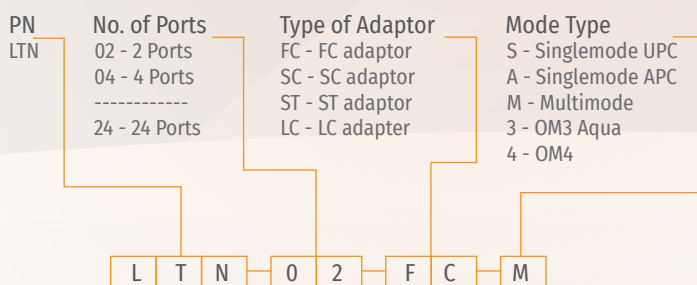 PN
LTN
No. of Ports
02 - 2 Ports
04 - 4 Ports
------------
24 - 24 Ports
Type of Adaptor
FC - FC adaptor
SC - SC adaptor
ST - ST adaptor
LC - LC adapter
Mode Type
S - Singlemode UPC
A - Singlemode APC
M - Multimode
3 - OM3 Aqua
4 - OM4
L T N - 0 2 - F C - M